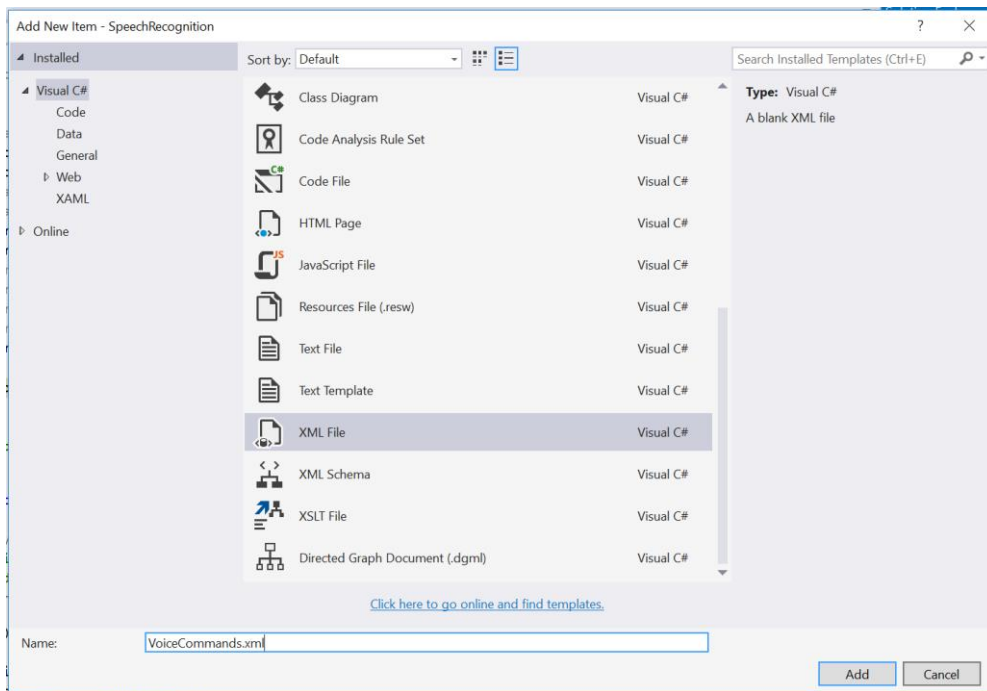 Add New Item - SpeechRecognition
?
Installed
Sort by: Default
Search Installed Templates (Ctrl+E)
Visual C#
Code
Data
General
Web
XAML
Online
Class Diagram Visual C#
Code Analysis Rule Set Visual C#
C#
Code File Visual C#
HTML Page Visual C#
JS
JavaScript File Visual C#
Resources File (.resw) Visual C#
Text File Visual C#
Text Template Visual C#
XML File Visual C#
XML Schema Visual C#
XSLT File Visual C#
Directed Graph Document (.dgml) Visual C#
Type: Visual C#
A blank XML file
Click here to go online and find templates.
Name: VoiceCommands.xml
Add Cancel